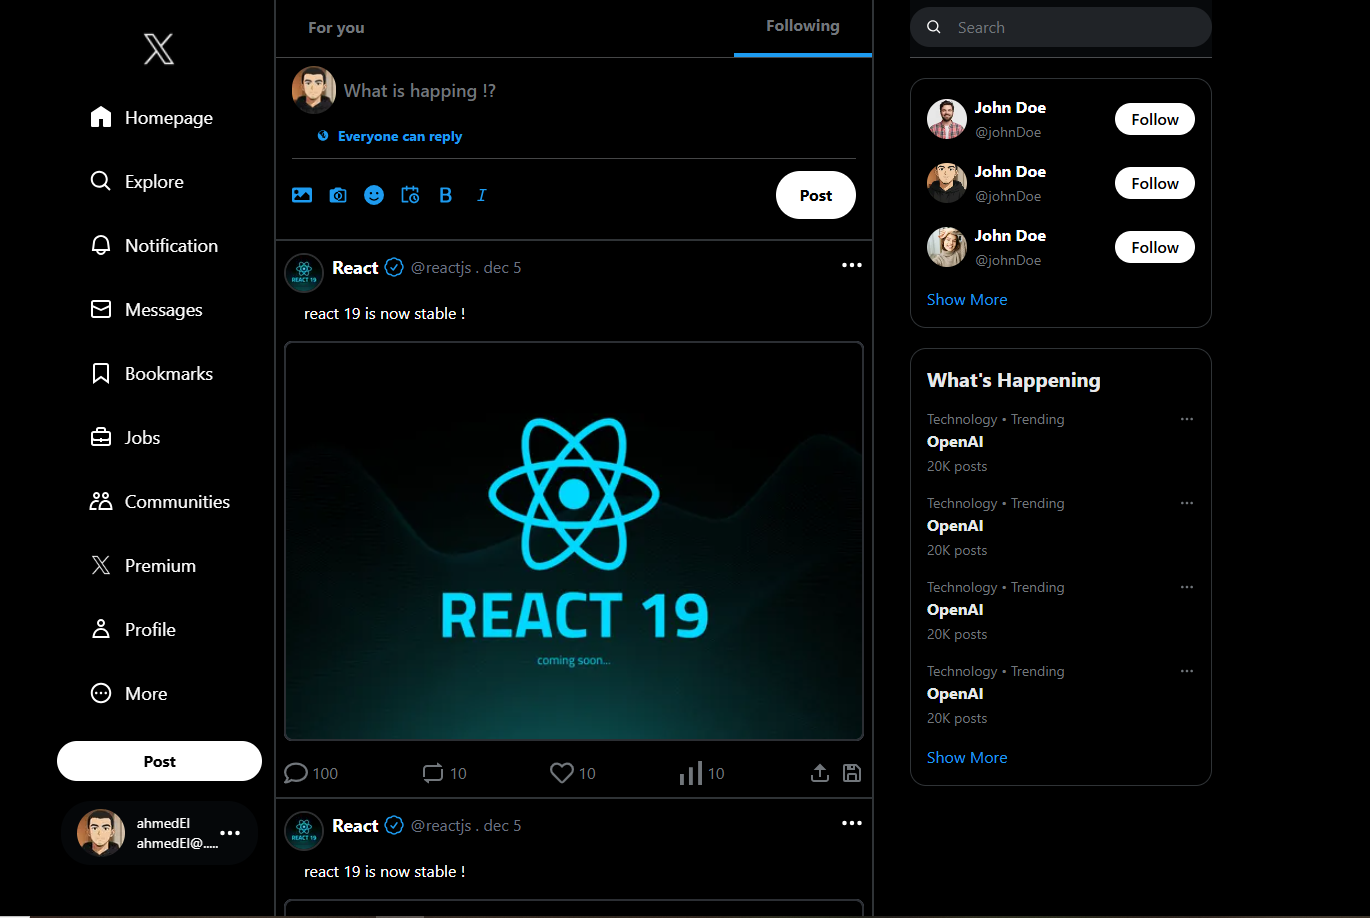 Homepage
Explore
Notification
Messages
Bookmarks
Jobs
Communities
Premium
Profile
More
Post
ahmedEl
ahmedEl@.....
For you
Following
What is happing !?
Everyone can reply
B I
Post
React @reactjs . dec 5
react 19 is now stable !
REACT 19
REACT 19
coming soon...
100 10 10 10
React @reactjs . dec 5
REACT 19
react 19 is now stable !
Search
John Doe
@johnDoe
Follow
John Doe
@johnDoe
Follow
John Doe
@johnDoe
Follow
Show More
What's Happening
Technology • Trending
OpenAI
20K posts
Technology • Trending
OpenAI
20K posts
Technology • Trending
OpenAI
20K posts
Technology • Trending
OpenAI
20K posts
Show More